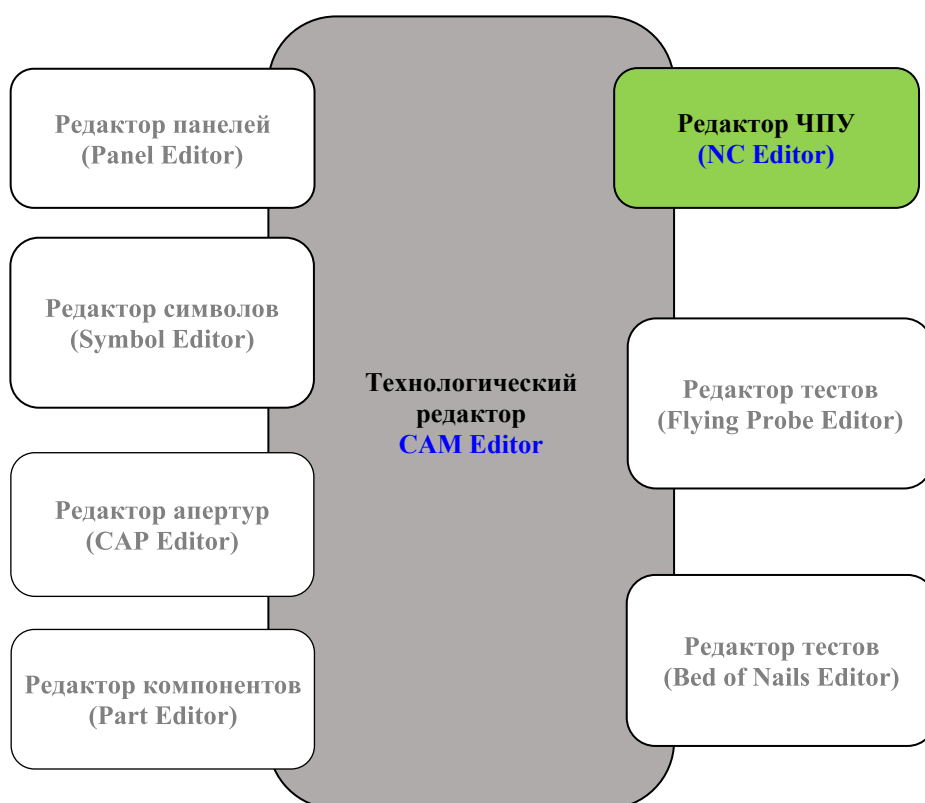 Редактор панелей
(Panel Editor)
Редактор символов
(Symbol Editor)
Редактор апертур
(CAP Editor)
Редактор компонентов
(Part Editor)
Технологический
редактор
CAM Editor
Редактор ЧПУ
(NC Editor)
Редактор тестов
(Flying Probe Editor)
Редактор тестов
(Bed of Nails Editor)